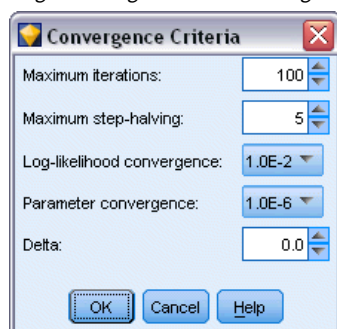 Convergence Criteria
Maximum iterations: 100
Maximum step-halving: 5
Log-likelihood convergence: 1.0E-2
Parameter convergence: 1.0E-6
Delta: 0.0
OK Cancel Help